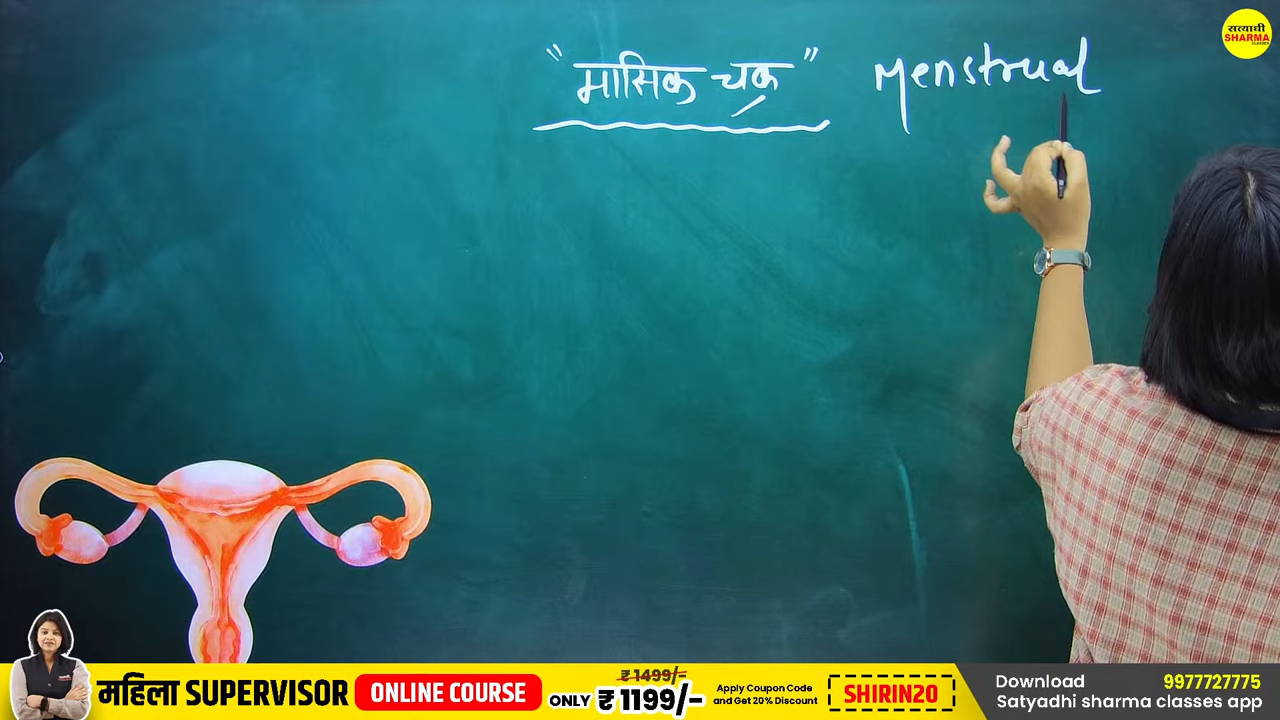 सत्याधी
SHARMA
CLASSES
"मासिक चक्र" Menstrual
महिला SUPERVISOR
ONLINE COURSE
₹1499/-
ONLY ₹1199/-
Apply Coupon Code
and Get 20% Discount
SHIRIN20
Download 9977727775
Satyadhi sharma classes app